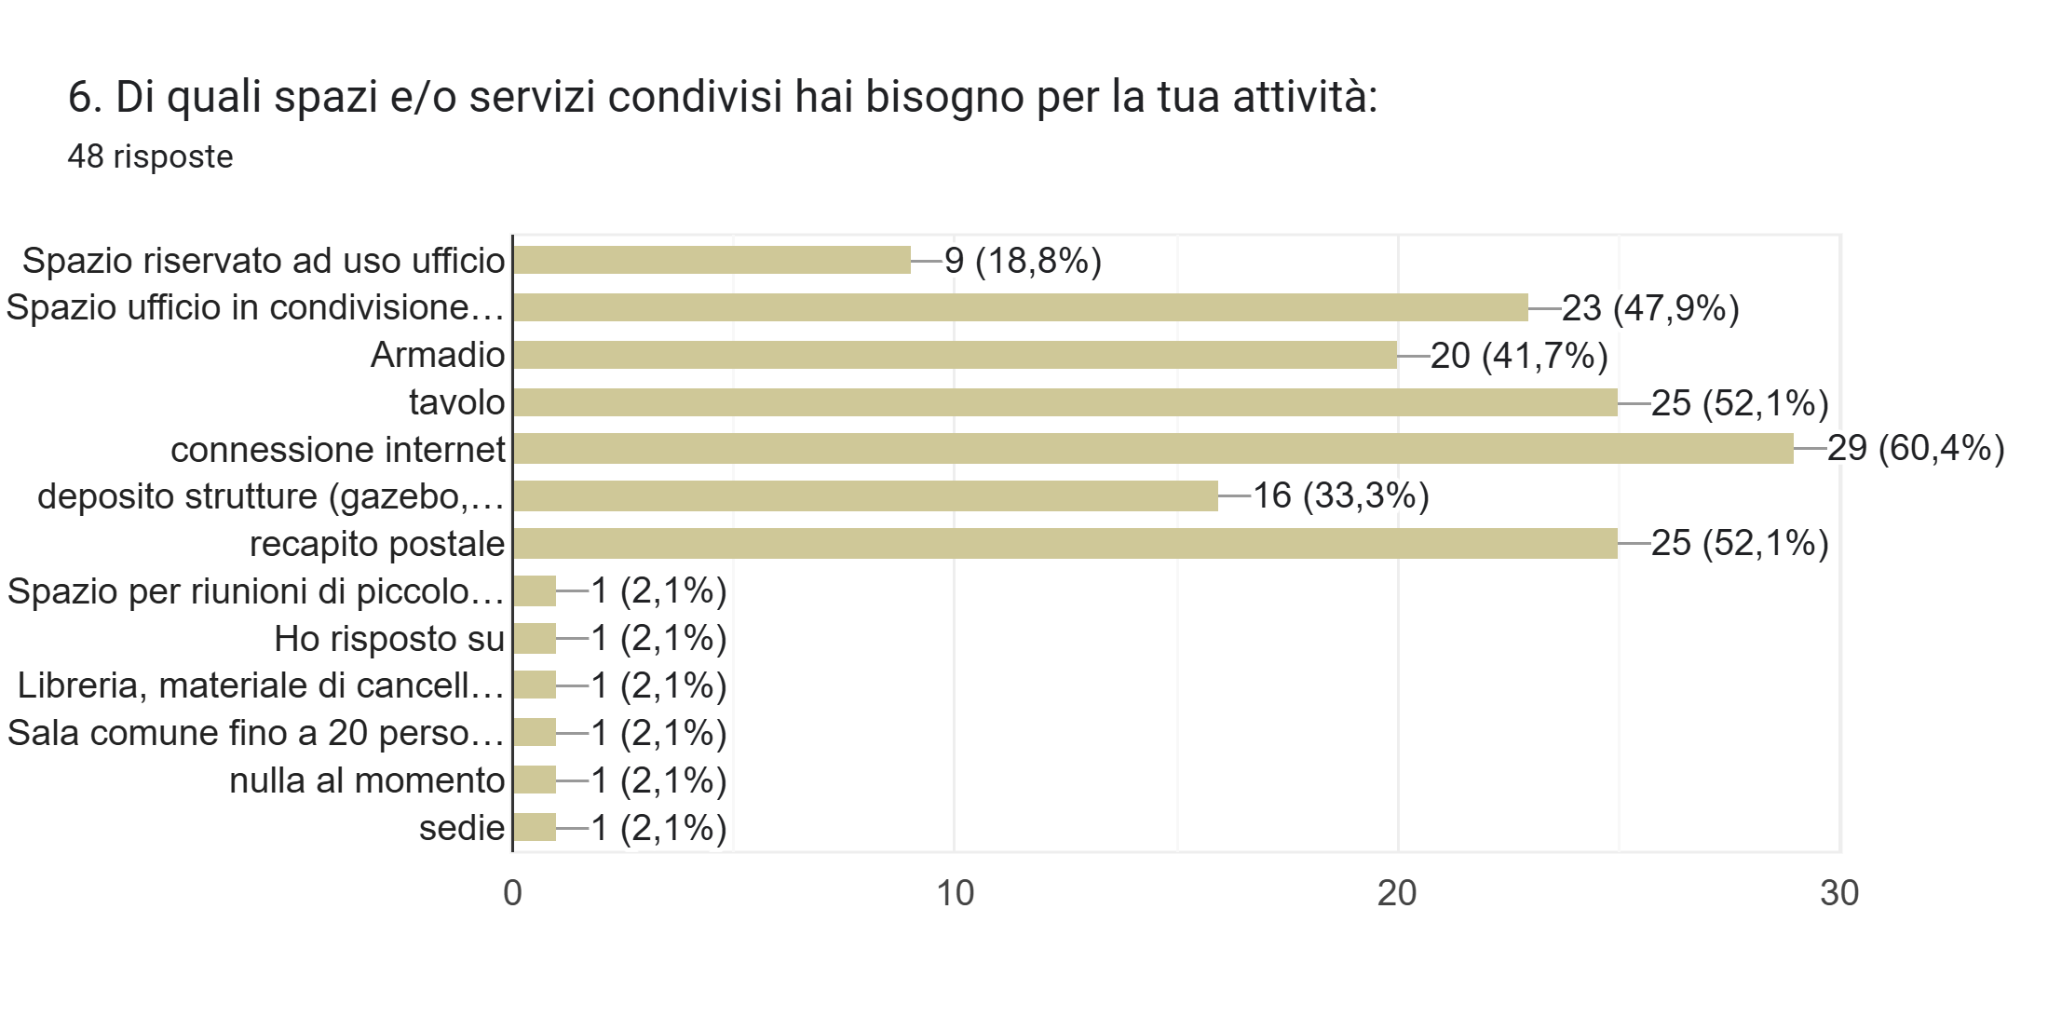 6. Di quali spazi e/o servizi condivisi hai bisogno per la tua attività:
48 risposte
Spazio riservato ad uso ufficio 9 (18,8%)
Spazio ufficio in condivisione… 23 (47,9%)
Armadio 20 (41,7%)
tavolo 25 (52,1%)
connessione internet 29 (60,4%)
deposito strutture (gazebo,… 16 (33,3%)
recapito postale 25 (52,1%)
Spazio per riunioni di piccolo… 1 (2,1%)
Ho risposto su 1 (2,1%)
Libreria, materiale di cancell… 1 (2,1%)
Sala comune fino a 20 perso… 1 (2,1%)
nulla al momento 1 (2,1%)
sedie 1 (2,1%)
0 10 20 30